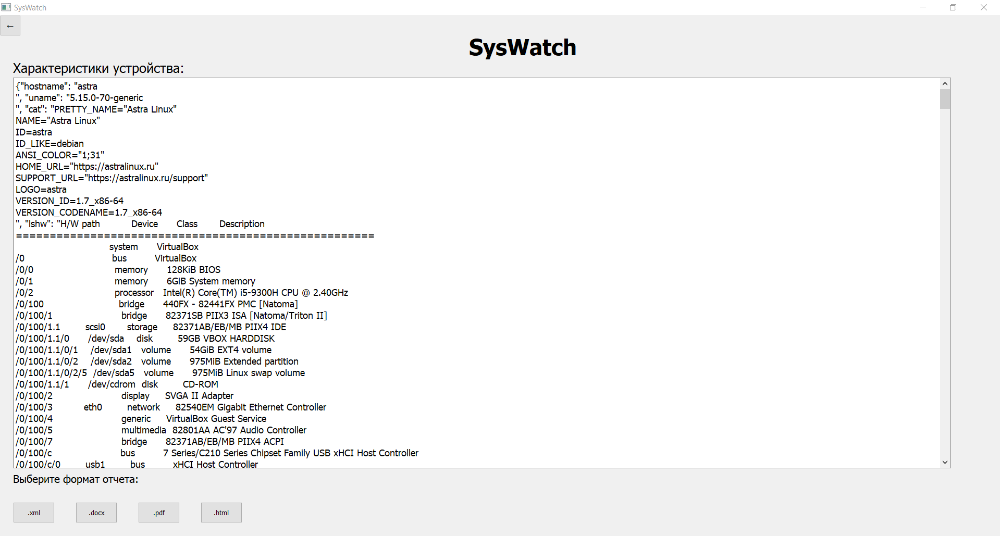 SysWatch
←
SysWatch
Характеристики устройства:
{"hostname": "astra
", "uname": "5.15.0-70-generic
", "cat": "PRETTY_NAME="Astra Linux"
NAME="Astra Linux"
ID=astra
ID_LIKE=debian
ANSI_COLOR="1;31"
HOME_URL="https://astralinux.ru"
SUPPORT_URL="https://astralinux.ru/support"
LOGO=astra
VERSION_ID=1.7_x86-64
VERSION_CODENAME=1.7_x86-64
", "lshw": "H/W path Device Class Description
=====================================================
system VirtualBox
/0 bus VirtualBox
/0/0 memory 128KiB BIOS
/0/1 memory 6GiB System memory
/0/2 processor Intel(R) Core(TM) i5-9300H CPU @ 2.40GHz
/0/100 bridge 440FX - 82441FX PMC [Natoma]
/0/100/1 bridge 82371SB PIIX3 ISA [Natoma/Triton II]
/0/100/1.1 scsi0 storage 82371AB/EB/MB PIIX4 IDE
/0/100/1.1/0 /dev/sda disk 59GB VBOX HARDDISK
/0/100/1.1/0/1 /dev/sda1 volume 54GiB EXT4 volume
/0/100/1.1/0/2 /dev/sda2 volume 975MiB Extended partition
/0/100/1.1/0/2/5 /dev/sda5 volume 975MiB Linux swap volume
/0/100/1.1/1 /dev/cdrom disk CD-ROM
/0/100/2 display SVGA II Adapter
/0/100/3 eth0 network 82540EM Gigabit Ethernet Controller
/0/100/4 generic VirtualBox Guest Service
/0/100/5 multimedia 82801AA AC'97 Audio Controller
/0/100/7 bridge 82371AB/EB/MB PIIX4 ACPI
/0/100/c bus 7 Series/C210 Series Chipset Family USB xHCI Host Controller
/0/100/c/0 usb1 bus xHCI Host Controller
Выберите формат отчета:
.xml .docx .pdf .html